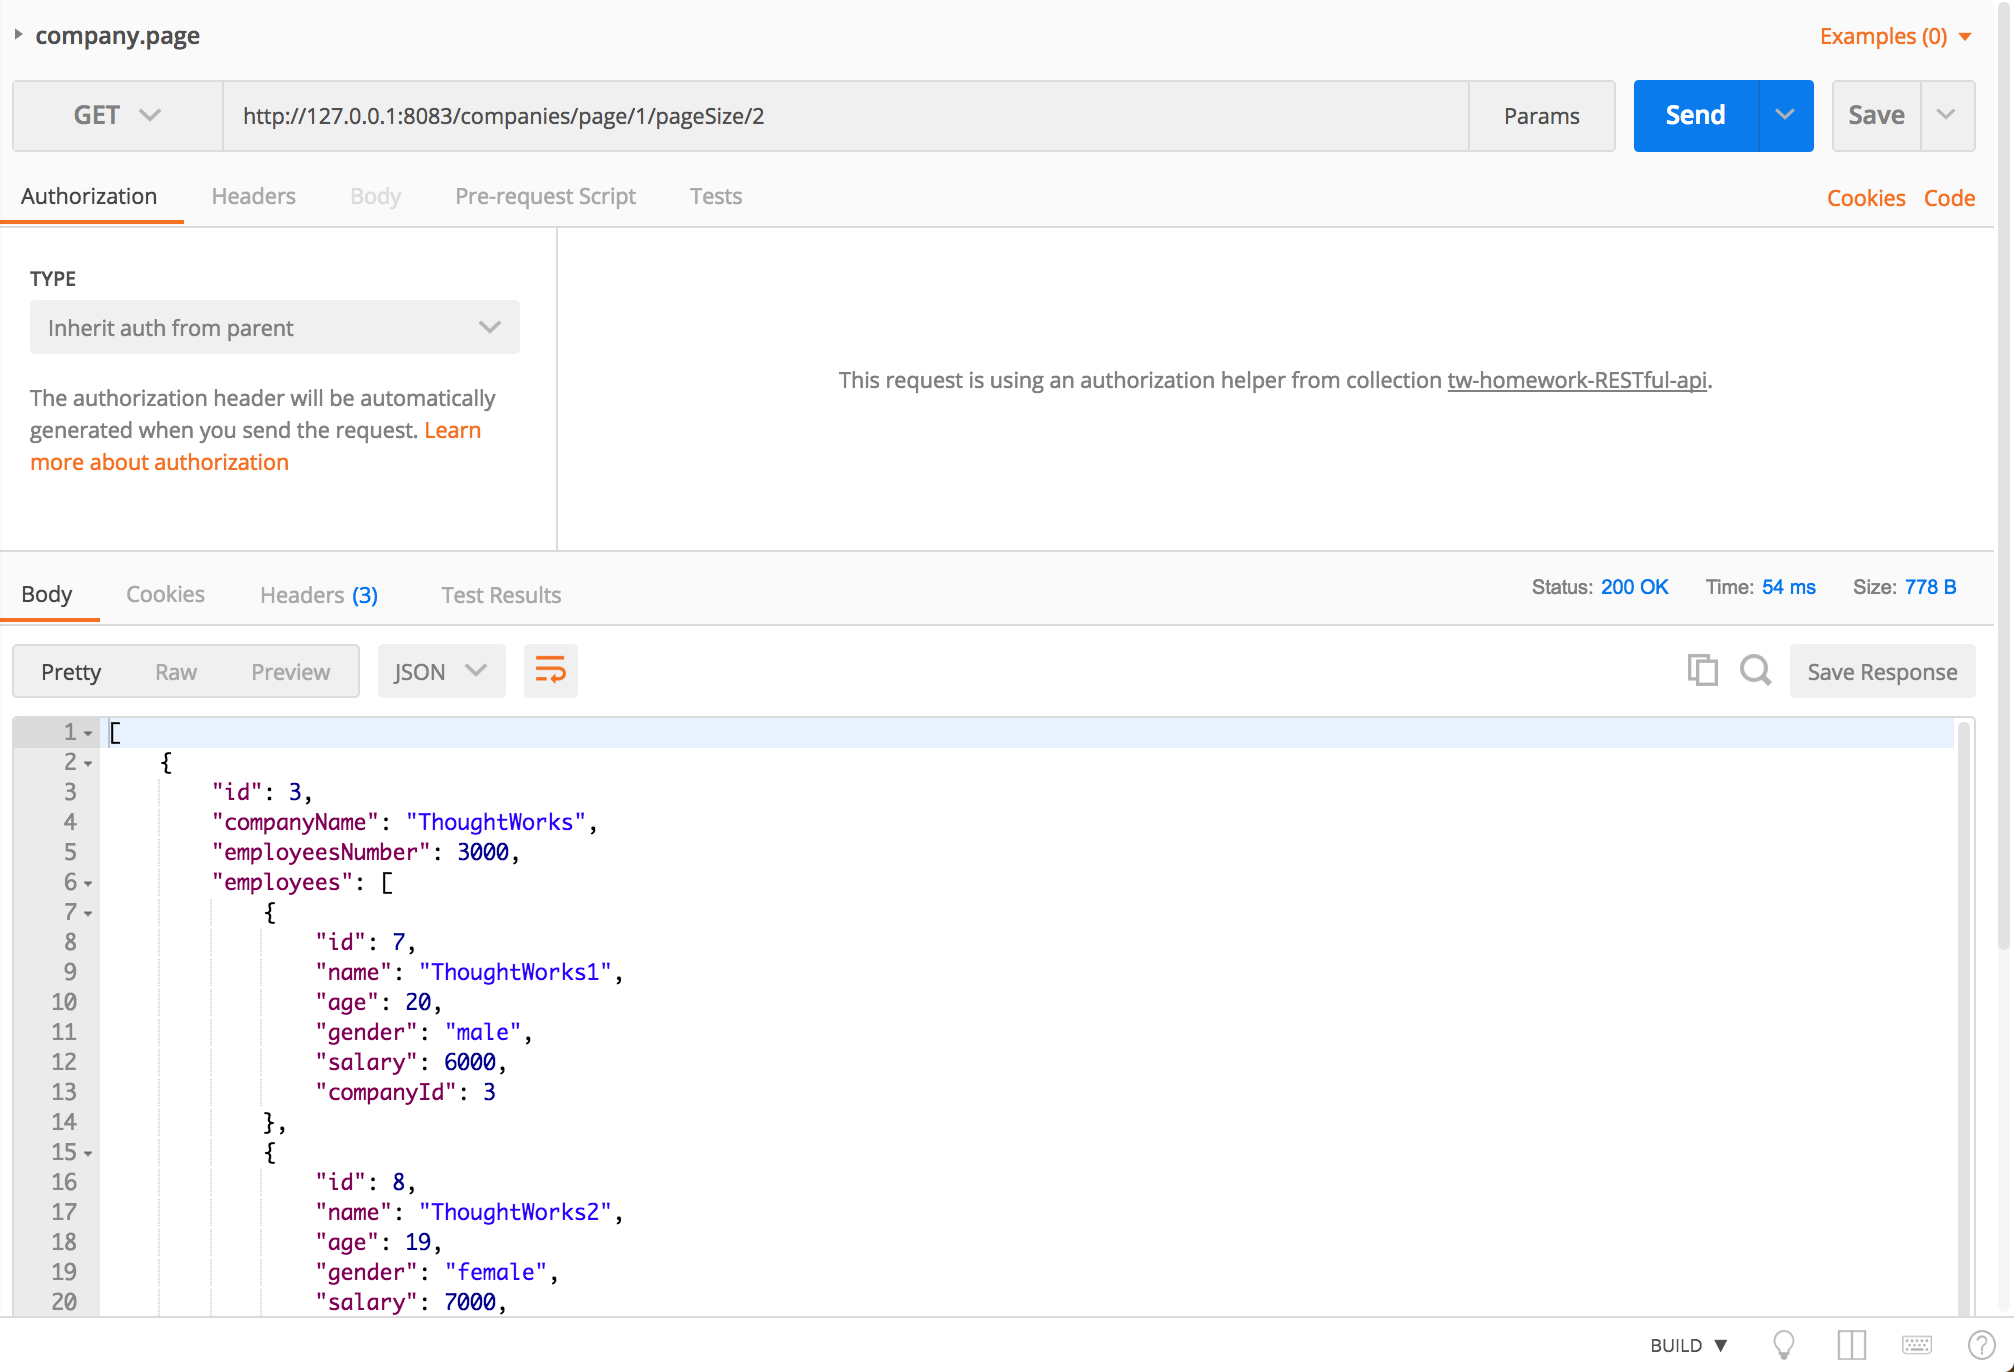 company.page
Examples (0)
GET
http://127.0.0.1:8083/companies/page/1/pageSize/2
Params
Send
Save
Authorization
Headers
Body
Pre-request Script
Tests
Cookies
Code
TYPE
Inherit auth from parent
The authorization header will be automatically
generated when you send the request. Learn
more about authorization
This request is using an authorization helper from collection tw-homework-RESTful-api.
Body
Cookies
Headers (3)
Test Results
Status: 200 OK
Time: 54 ms
Size: 778 B
Pretty
Raw
Preview
JSON
Save Response
1 [
2 {
3 "id": 3,
4 "companyName": "ThoughtWorks",
5 "employeesNumber": 3000,
6 "employees": [
7 {
8 "id": 7,
9 "name": "ThoughtWorks1",
10 "age": 20,
11 "gender": "male",
12 "salary": 6000,
13 "companyId": 3
14 },
15 {
16 "id": 8,
17 "name": "ThoughtWorks2",
18 "age": 19,
19 "gender": "female",
20 "salary": 7000,
BUILD